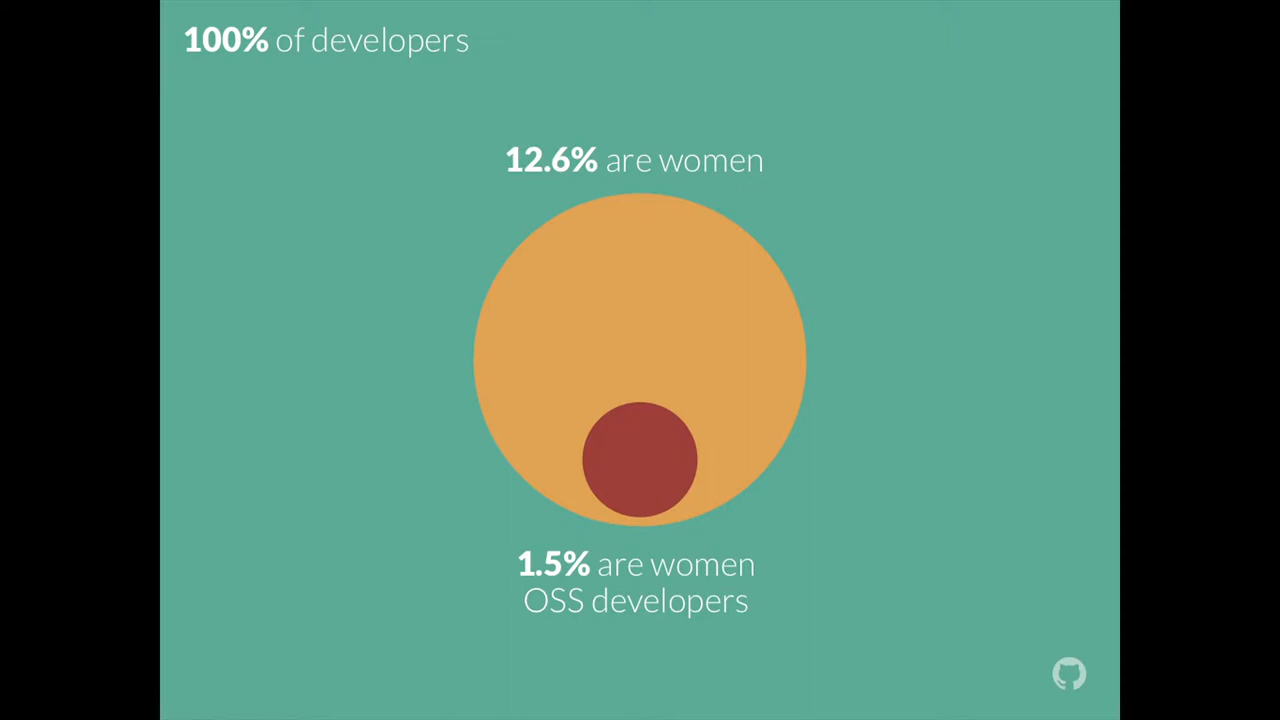 100% of developers
12.6% are women
1.5% are women
OSS developers